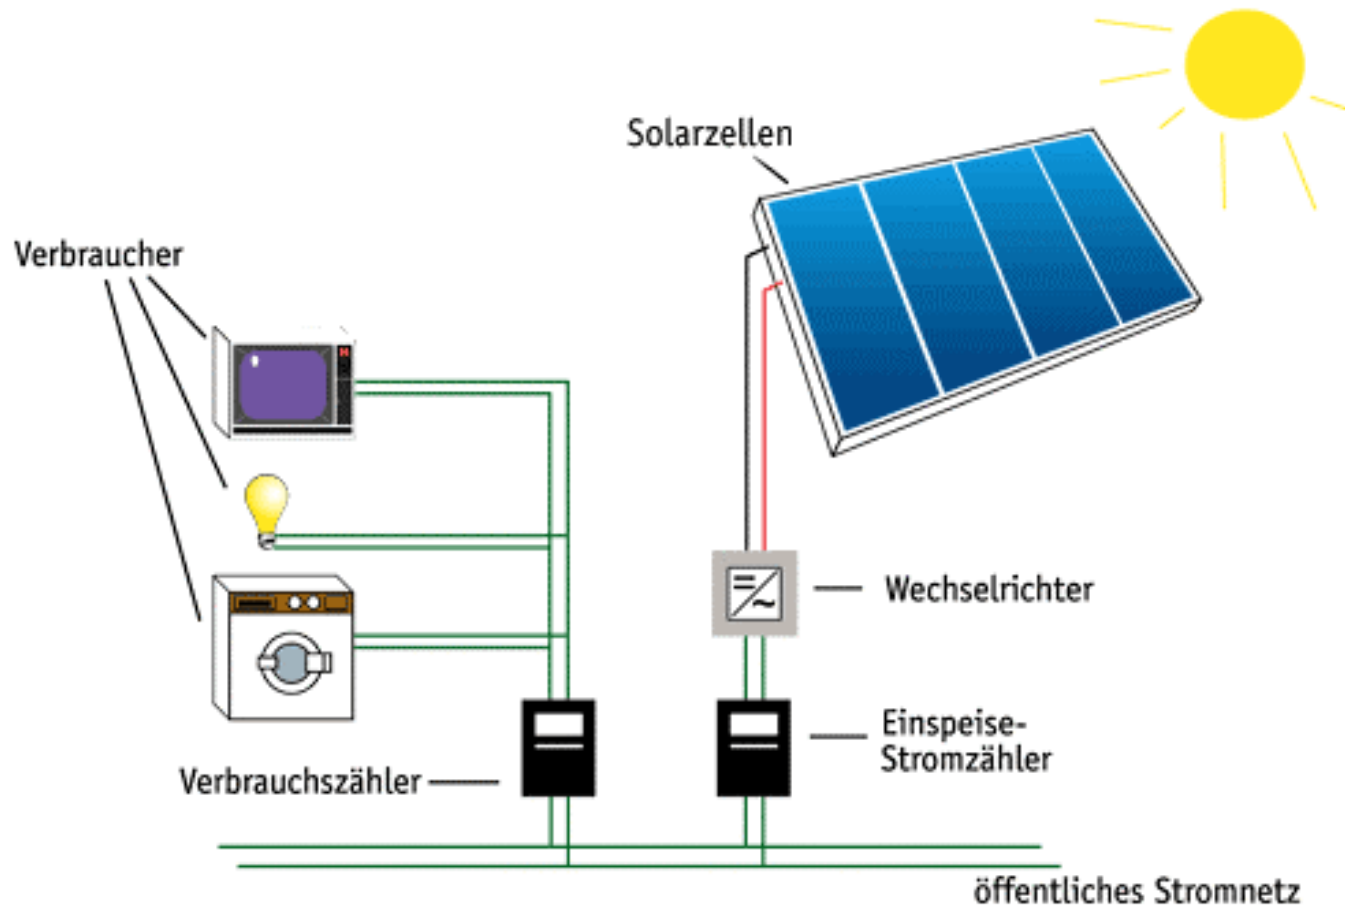 Solarzellen
Verbraucher
Wechselrichter
Einspeise-
Stromzähler
Verbrauchszähler
öffentliches Stromnetz